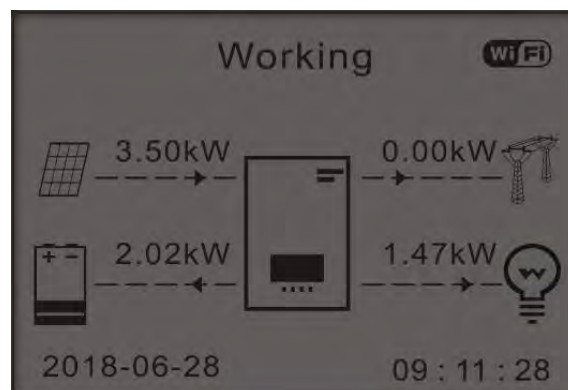 Working
WiFi
3.50kW
0.00kW
2.02kW
1.47kW
+ -
2018-06-28
09 : 11 : 28